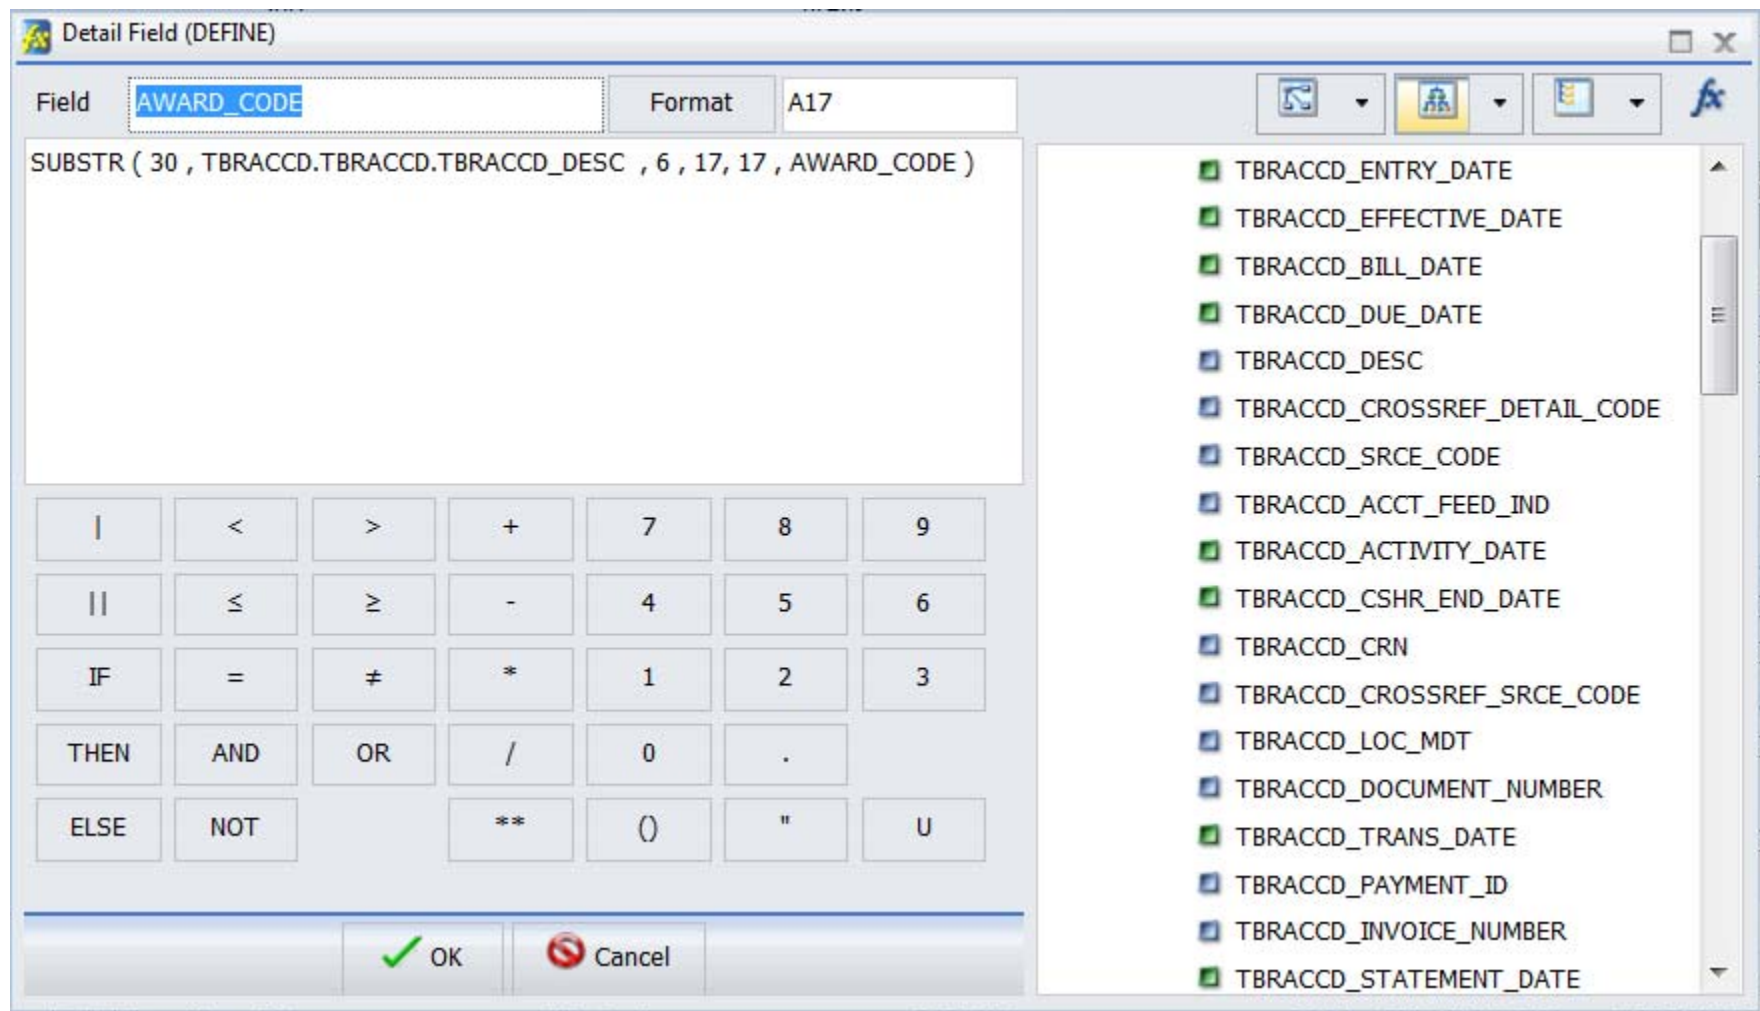 Detail Field (DEFINE)
Field AWARD_CODE Format A17
SUBSTR ( 30 , TBRACCD.TBRACCD.TBRACCD_DESC , 6 , 17, 17 , AWARD_CODE )
| < > + 7 8 9
|| ≤ ≥ - 4 5 6
IF = ≠ * 1 2 3
THEN AND OR / 0 .
ELSE NOT ** () " U
OK Cancel
fx
TBRACCD_ENTRY_DATE
TBRACCD_EFFECTIVE_DATE
TBRACCD_BILL_DATE
TBRACCD_DUE_DATE
TBRACCD_DESC
TBRACCD_CROSSREF_DETAIL_CODE
TBRACCD_SRCE_CODE
TBRACCD_ACCT_FEED_IND
TBRACCD_ACTIVITY_DATE
TBRACCD_CSHR_END_DATE
TBRACCD_CRN
TBRACCD_CROSSREF_SRCE_CODE
TBRACCD_LOC_MDT
TBRACCD_DOCUMENT_NUMBER
TBRACCD_TRANS_DATE
TBRACCD_PAYMENT_ID
TBRACCD_INVOICE_NUMBER
TBRACCD_STATEMENT_DATE